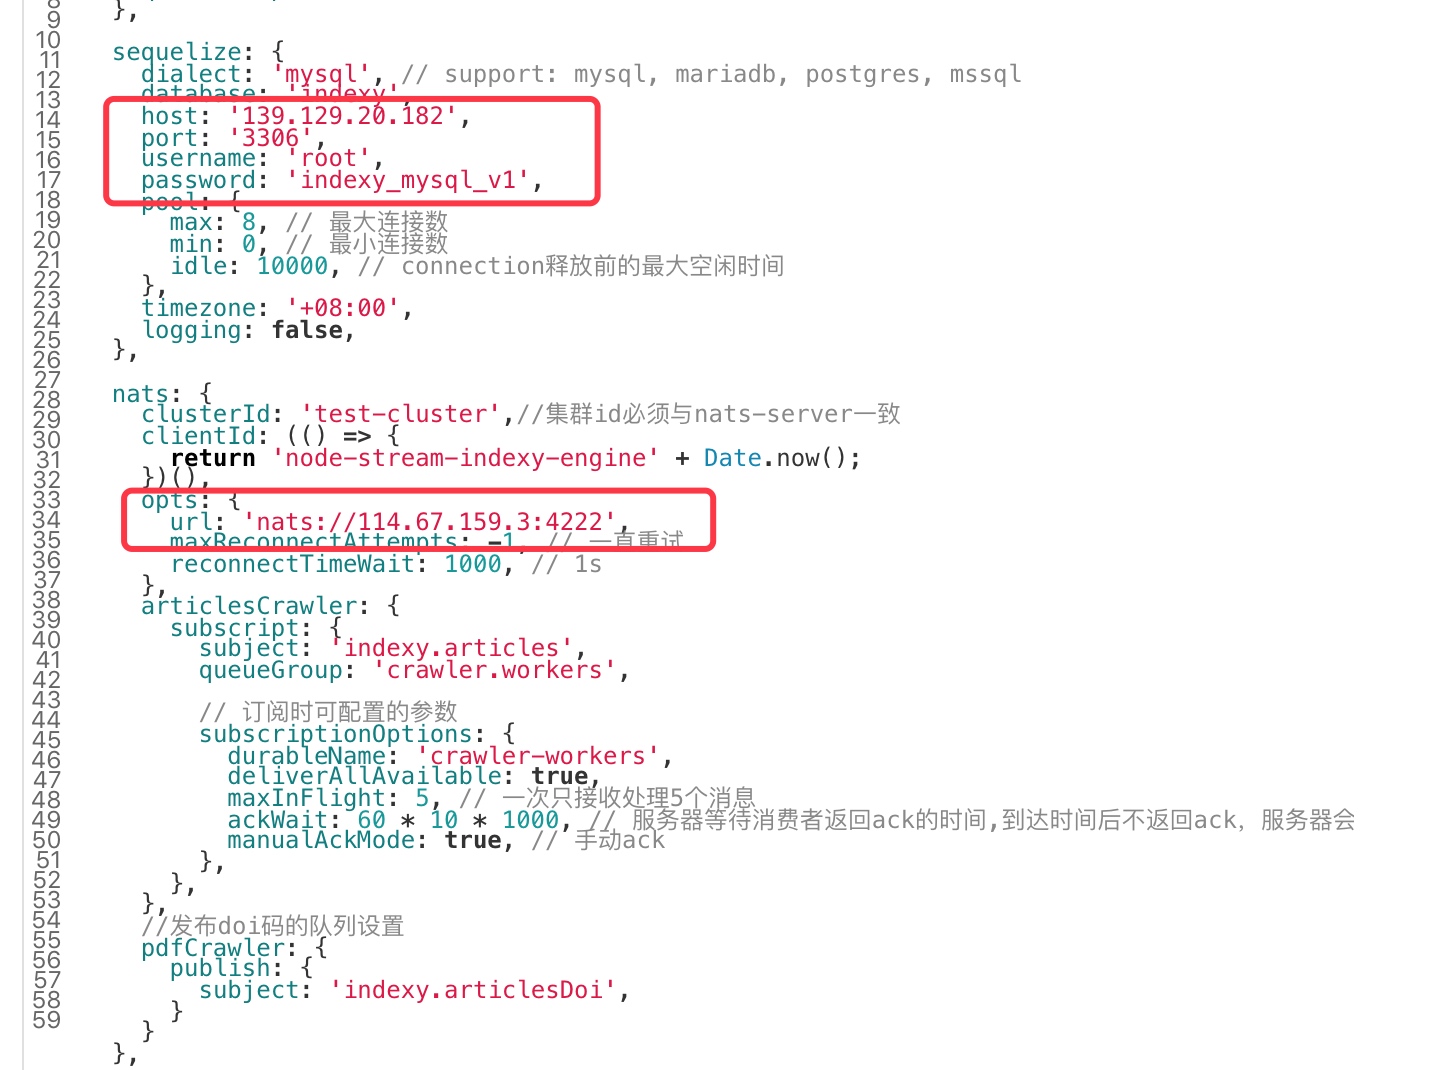 8
9
},
10
11
sequelize: {
12
dialect: 'mysql', // support: mysql, mariadb, postgres, mssql
13
database: 'indexy',
14
host: '139.129.20.182',
15
port: '3306',
16
username: 'root',
17
password: 'indexy_mysql_v1',
18
pool: {
19
max: 8, // 最大连接数
20
min: 0, // 最小连接数
21
idle: 10000, // connection释放前的最大空闲时间
22
},
23
timezone: '+08:00',
24
logging: false,
25
},
26
27
nats: {
28
clusterId: 'test-cluster',//集群id必须与nats-server一致
29
clientId: (() => {
30
return 'node-stream-indexy-engine' + Date.now();
31
})(),
32
opts: {
33
url: 'nats://114.67.159.3:4222',
34
maxReconnectAttempts: -1, // 一直重试
35
reconnectTimeWait: 1000, // 1s
36
},
37
articlesCrawler: {
38
subscript: {
39
subject: 'indexy.articles',
40
queueGroup: 'crawler.workers',
41
42
// 订阅时可配置的参数
43
subscriptionOptions: {
44
durableName: 'crawler-workers',
45
deliverAllAvailable: true,
46
maxInFlight: 5, // 一次只接收处理5个消息
47
ackWait: 60 * 10 * 1000, // 服务器等待消费者返回ack的时间,到达时间后不返回ack, 服务器会
48
manualAckMode: true, // 手动ack
49
},
50
},
51
},
52
//发布doi码的队列设置
53
pdfCrawler: {
54
publish: {
55
subject: 'indexy.articlesDoi',
56
}
57
}
58
},
59